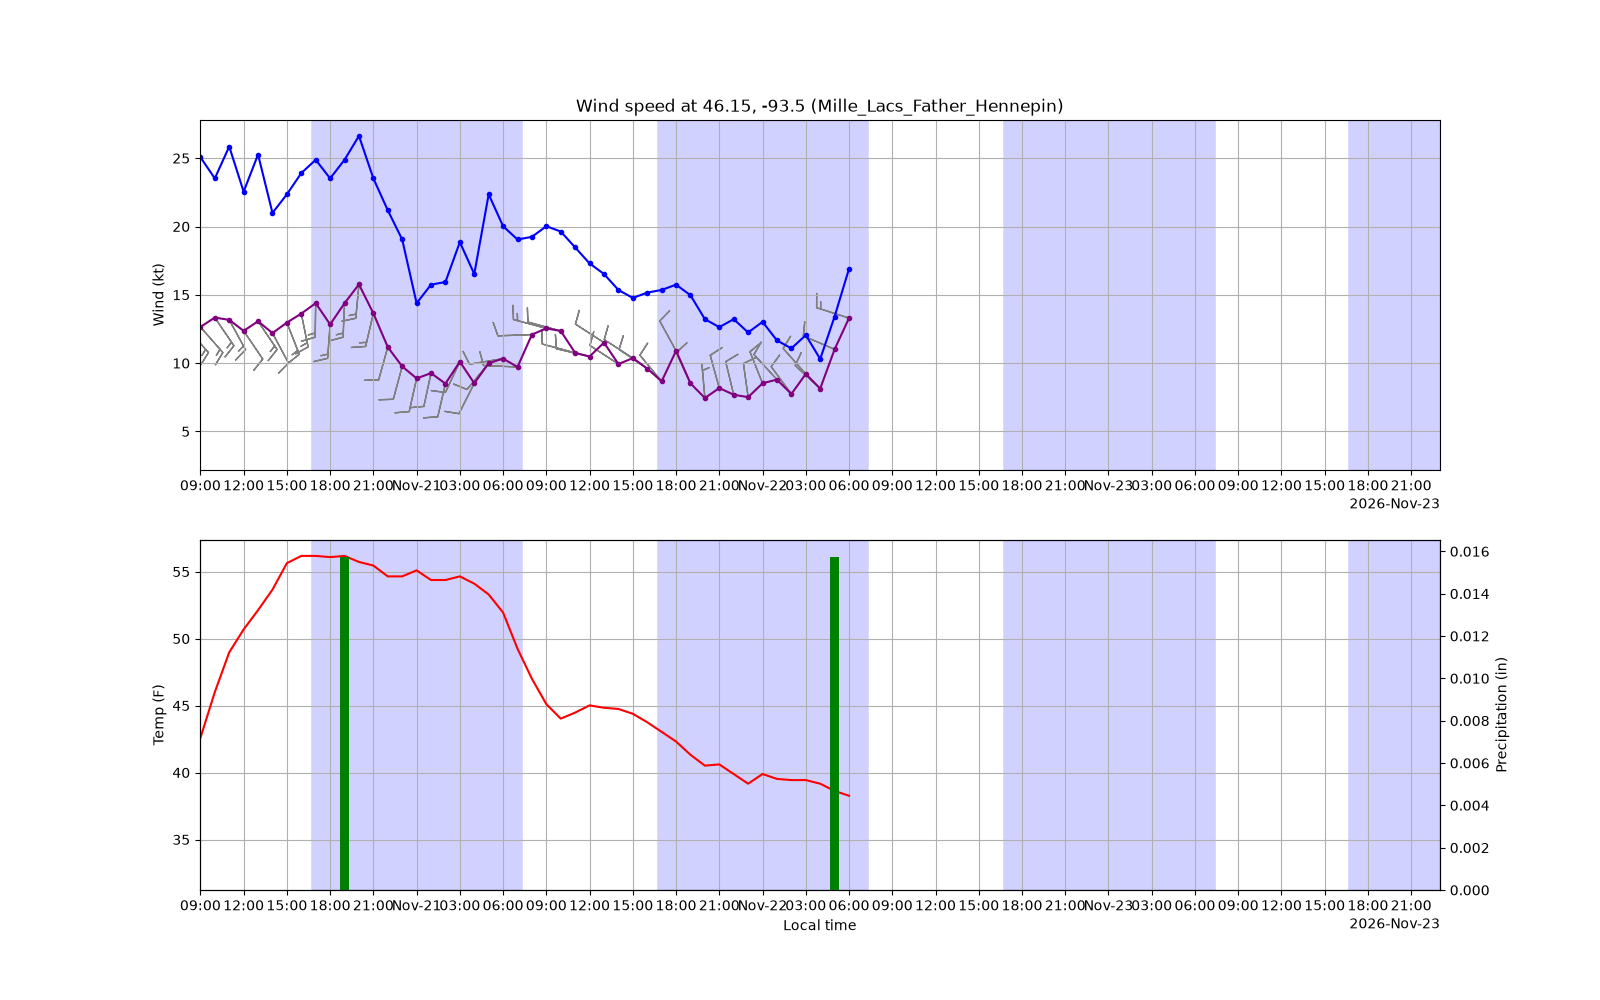 Wind speed at 46.15, -93.5 (Mille_Lacs_Father_Hennepin)
25
20
15
10
5
Wind (kt)
09:00 12:00 15:00 18:00 21:00 Nov-21 03:00 06:00 09:00 12:00 15:00 18:00 21:00 Nov-22 03:00 06:00 09:00 12:00 15:00 18:00 21:00 Nov-23 03:00 06:00 09:00 12:00 15:00 18:00 21:00
2026-Nov-23
55
50
45
40
35
Temp (F)
0.016
0.014
0.012
0.010
0.008
0.006
0.004
0.002
0.000
Precipitation (in)
09:00 12:00 15:00 18:00 21:00 Nov-21 03:00 06:00 09:00 12:00 15:00 18:00 21:00 Nov-22 03:00 06:00 09:00 12:00 15:00 18:00 21:00 Nov-23 03:00 06:00 09:00 12:00 15:00 18:00 21:00
Local time
2026-Nov-23